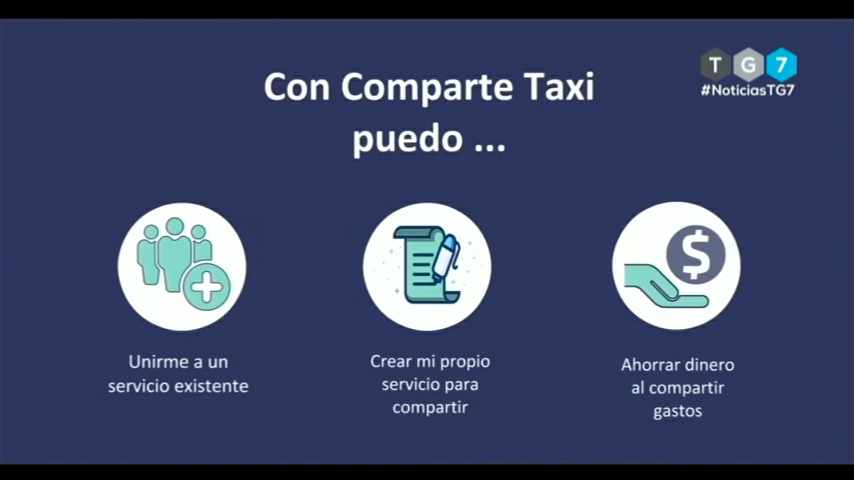 TG7
#NoticiasTG7
Con Comparte Taxi
puedo ...
$
Unirme a un
servicio existente
Crear mi propio
servicio para
compartir
Ahorrar dinero
al compartir
gastos